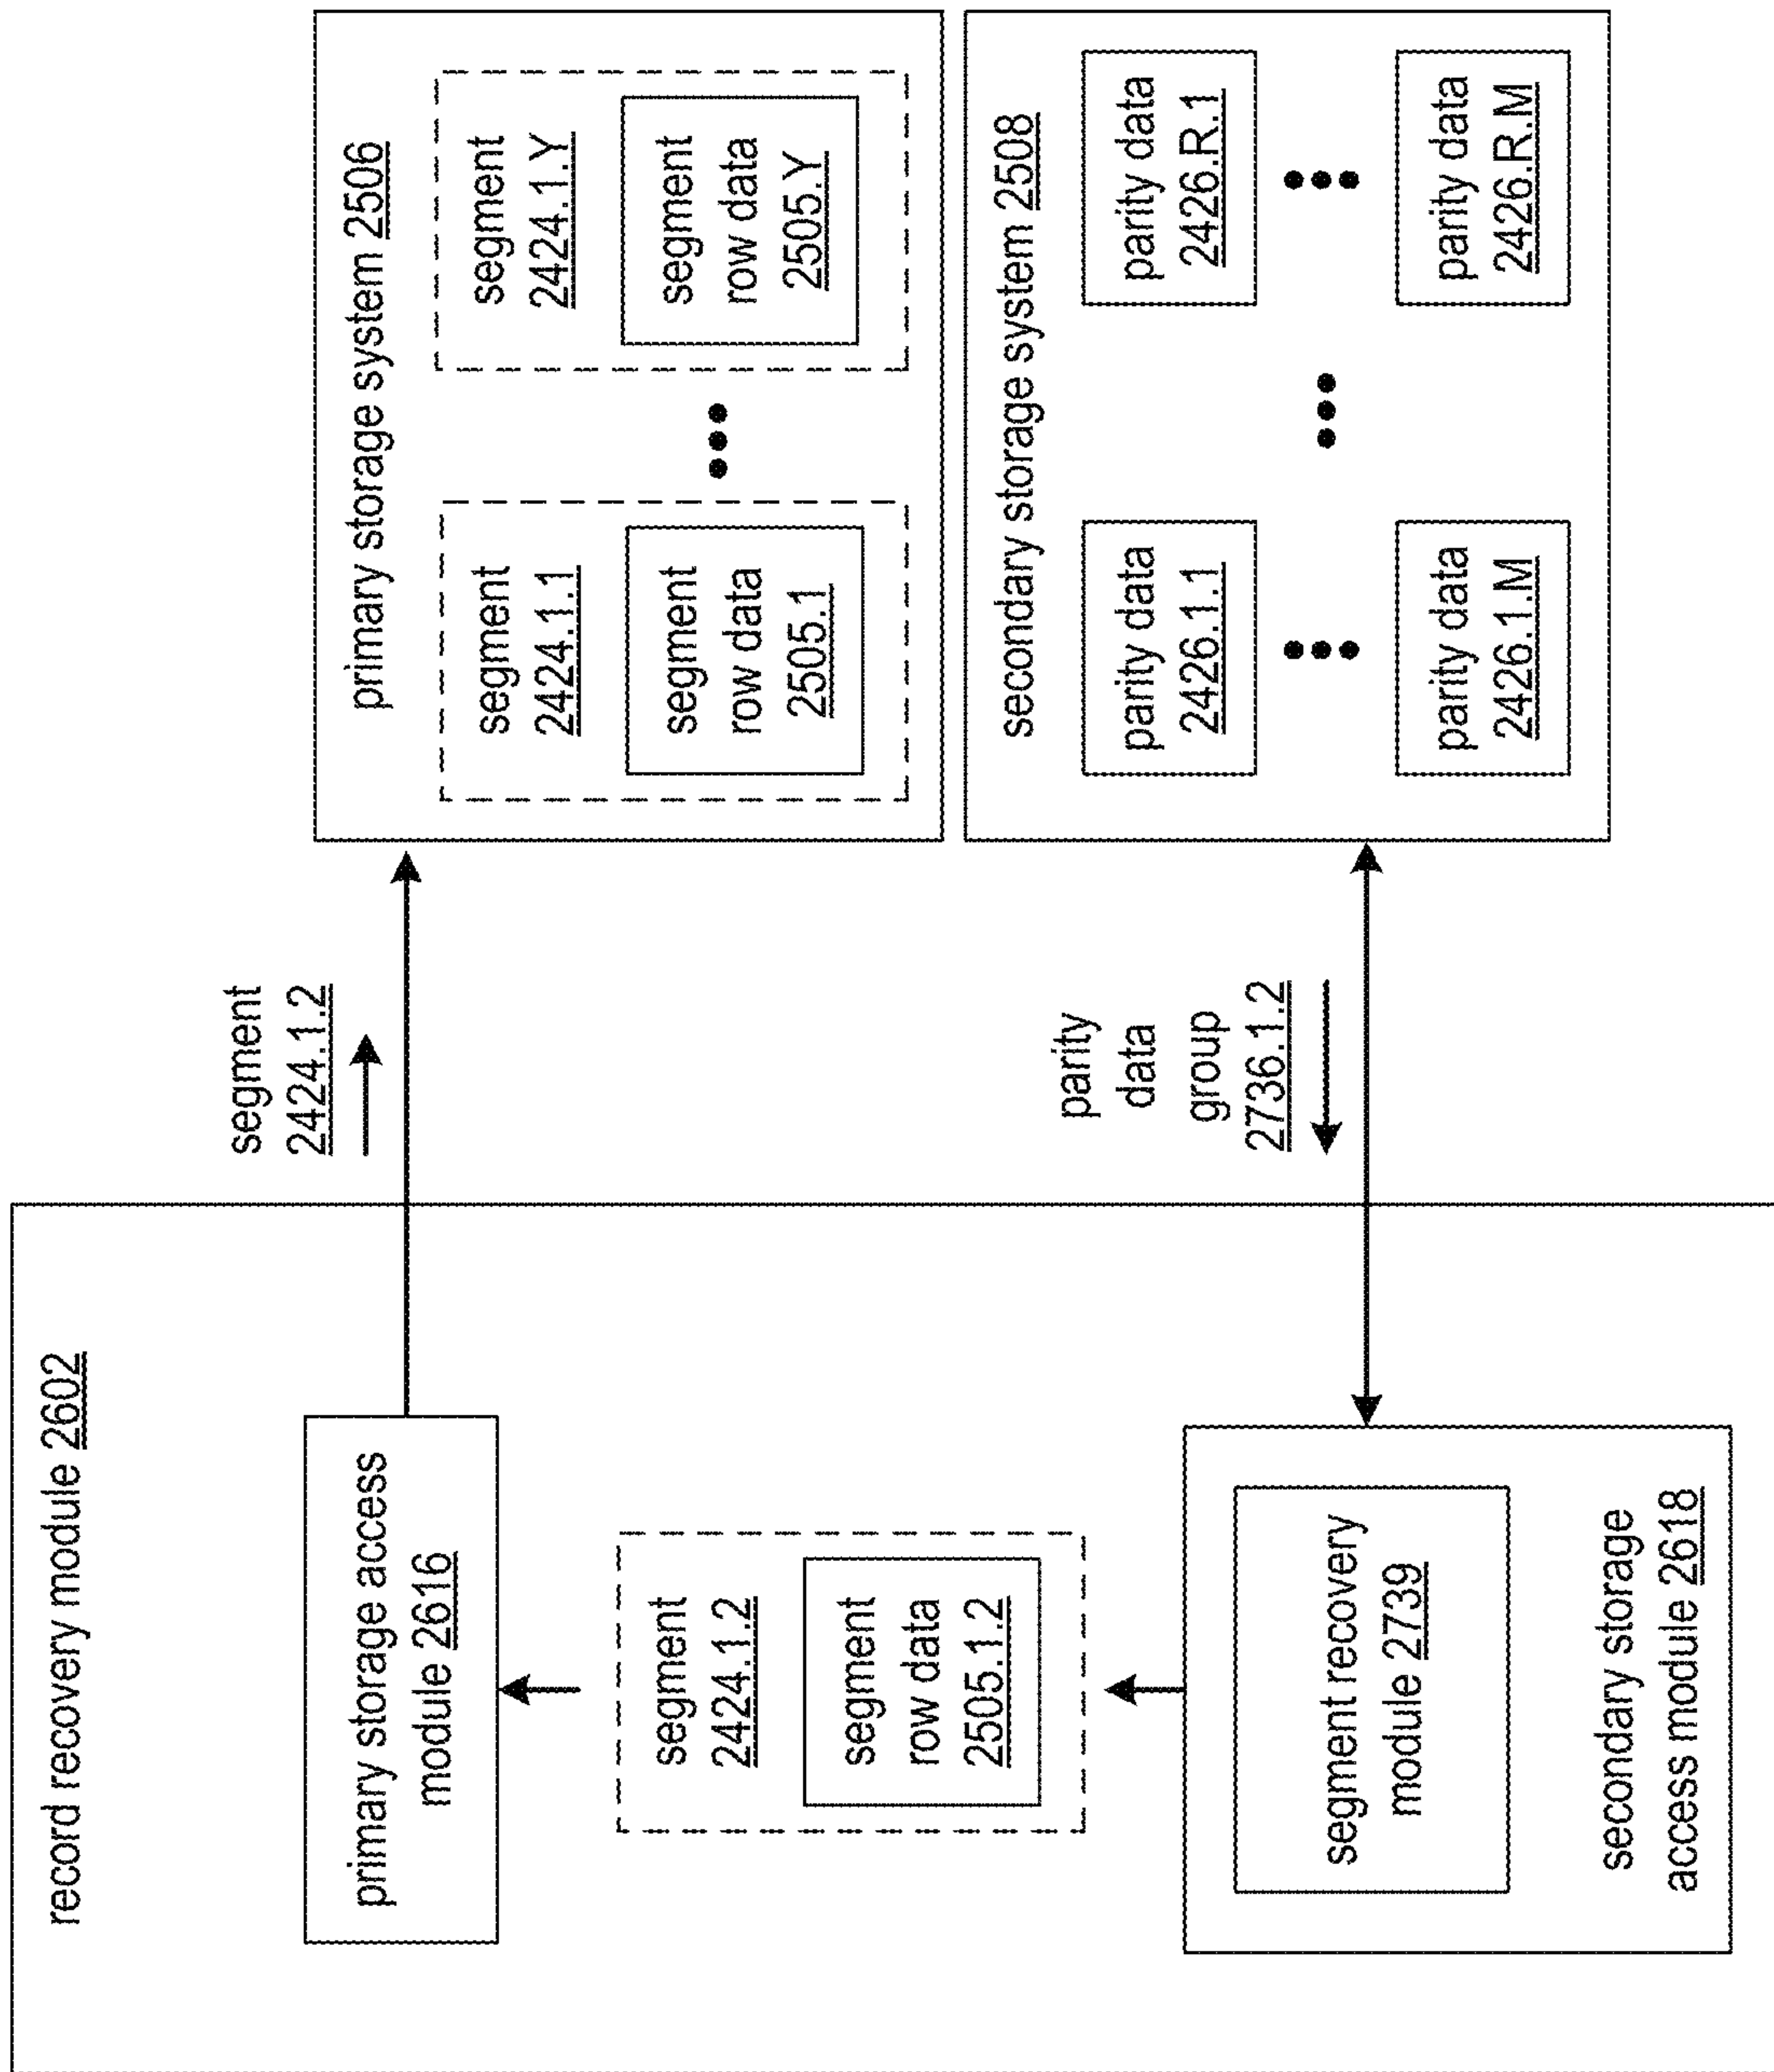 record recovery module 2602
primary storage access
module 2616
segment
2424.1.2
segment
row data
2505.1.2
segment recovery
module 2739
secondary storage
access module 2618
segment
2424.1.2
parity
data
group
2736.1.2
primary storage system 2506
segment
2424.1.1
segment
row data
2505.1
segment
2424.1.Y
segment
row data
2505.Y
secondary storage system 2508
parity data
2426.1.1
parity data
2426.R.1
parity data
2426.1.M
parity data
2426.R.M